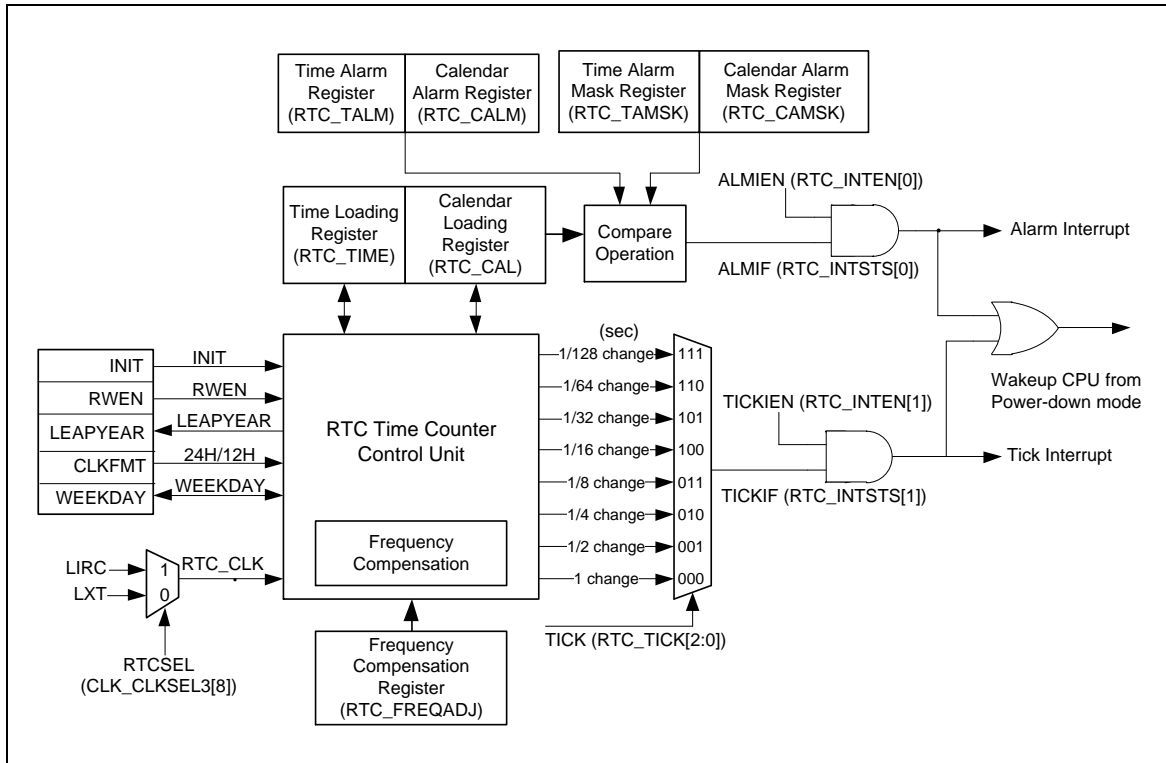 Time Alarm
Register
(RTC_TALM)
Calendar
Alarm Register
(RTC_CALM)
Time Alarm
Mask Register
(RTC_TAMSK)
Calendar Alarm
Mask Register
(RTC_CAMSK)
ALMIEN (RTC_INTEN[0])
Time Loading
Register
(RTC_TIME)
Calendar
Loading
Register
(RTC_CAL)
Compare
Operation
Alarm Interrupt
ALMIF (RTC_INTSTS[0])
INIT
RWEN
LEAPYEAR
CLKFMT
WEEKDAY
INIT
RWEN
LEAPYEAR
24H/12H
WEEKDAY
RTC Time Counter
Control Unit
Frequency
Compensation
(sec)
1/128 change
111
1/64 change
110
1/32 change
101
1/16 change
100
1/8 change
011
1/4 change
010
1/2 change
001
1 change
000
Wakeup CPU from
Power-down mode
TICKIEN (RTC_INTEN[1])
Tick Interrupt
TICKIF (RTC_INTSTS[1])
LIRC
LXT
1
0
RTC_CLK
RTCSEL
(CLK_CLKSEL3[8])
TICK (RTC_TICK[2:0])
Frequency
Compensation
Register
(RTC_FREQADJ)